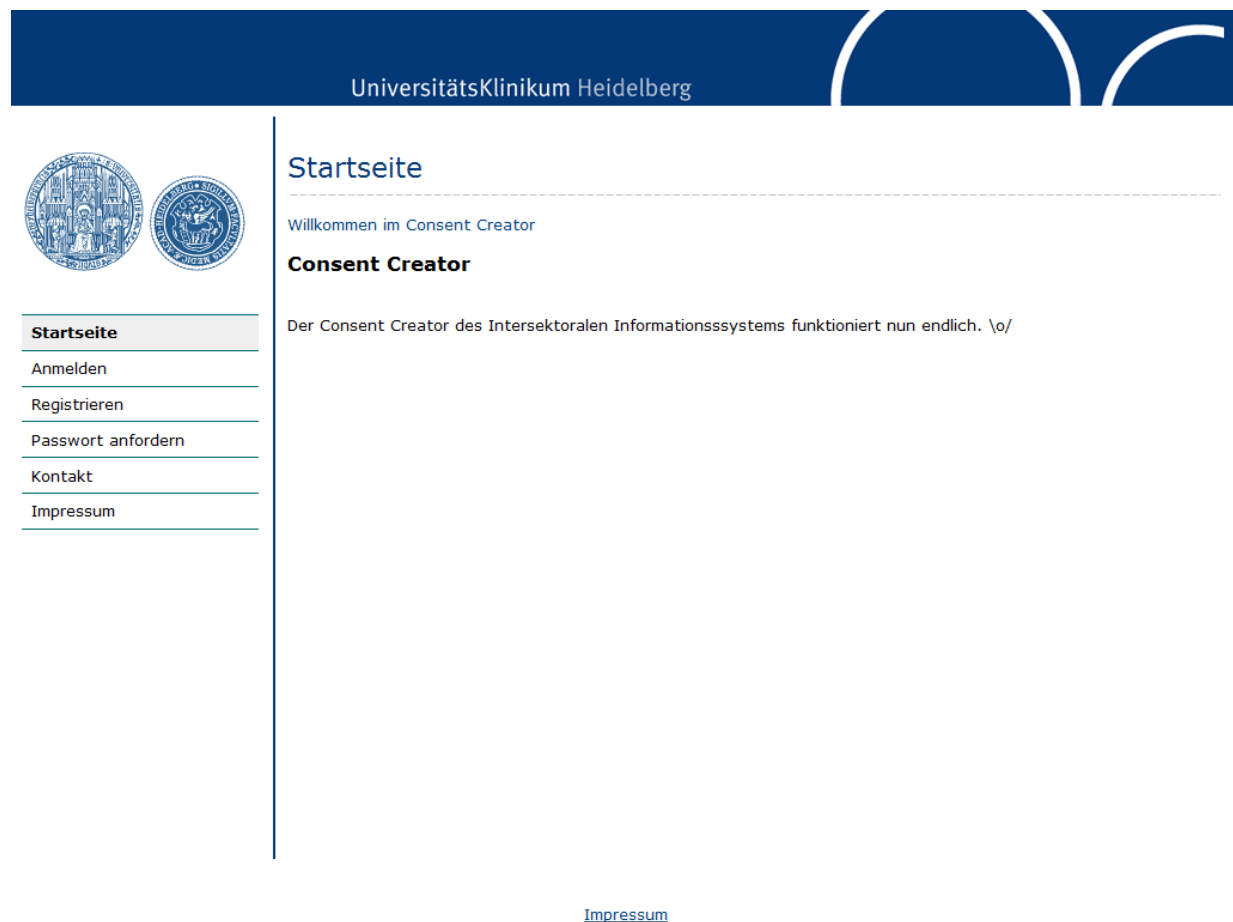 UniversitätsKlinikum Heidelberg
Startseite
Willkommen im Consent Creator
Consent Creator
Der Consent Creator des Intersektoralen Informationsssystems funktioniert nun endlich. \o/
Startseite
Anmelden
Registrieren
Passwort anfordern
Kontakt
Impressum
Impressum